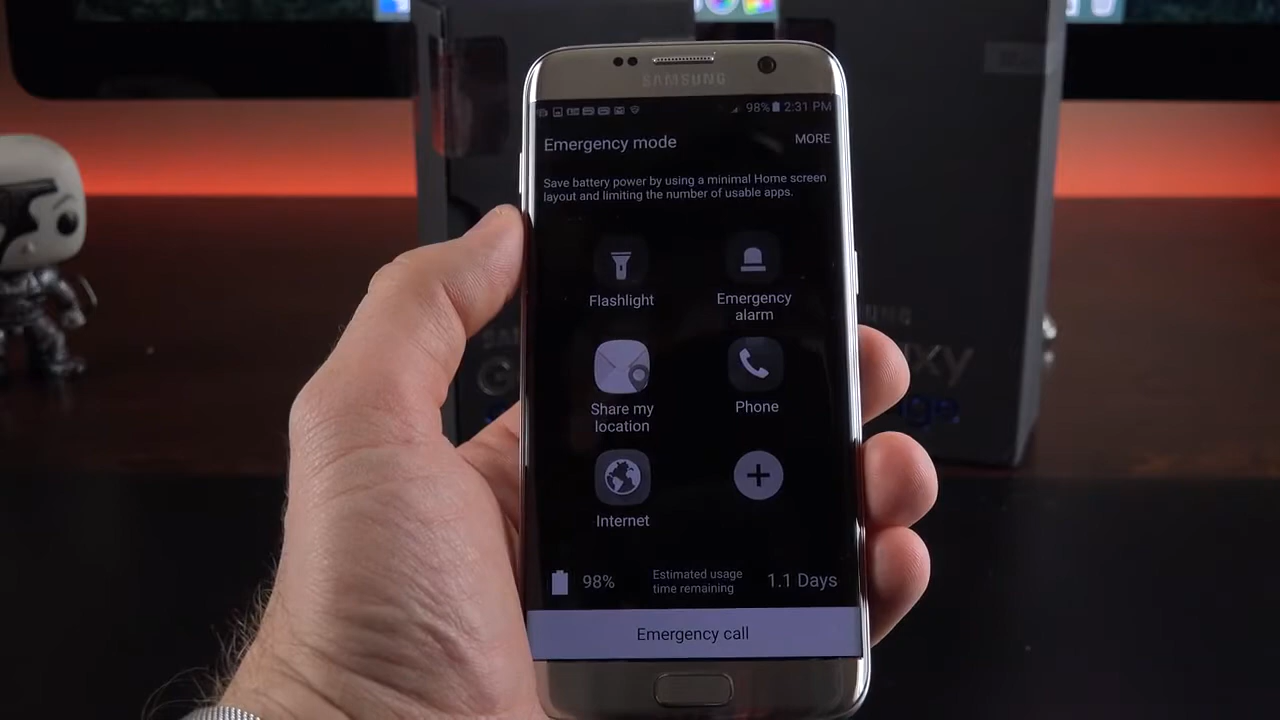 SAMSUNG
98% 2:31 PM
Emergency mode
MORE
Save battery power by using a minimal Home screen
layout and limiting the number of usable apps.
Flashlight
Emergency
alarm
Share my
location
Phone
Internet
98%
Estimated usage
time remaining
1.1 Days
Emergency call